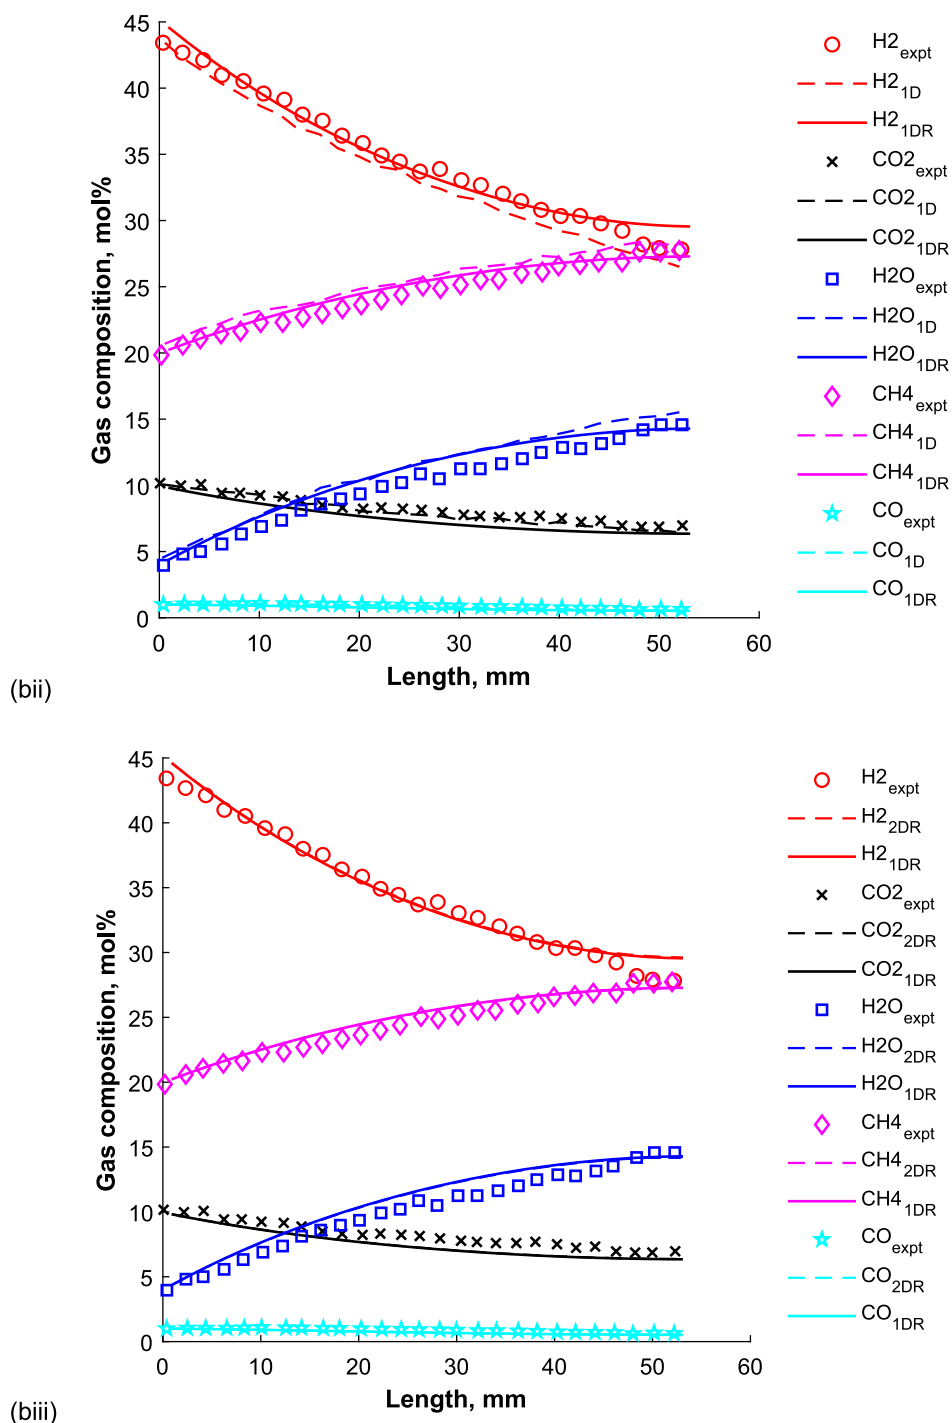 45
40
35
30
25
20
15
10
5
0
Gas composition, mol%
0 10 20 30 40 50 60
Length, mm
H2expt
H21D
H21DR
CO2expt
CO21D
CO21DR
H2Oexpt
H2O1D
H2O1DR
CH4expt
CH41D
CH41DR
COexpt
CO1D
CO1DR
(bii)
45
40
35
30
25
20
15
10
5
0
Gas composition, mol%
0 10 20 30 40 50 60
Length, mm
H2expt
H22DR
H21DR
CO2expt
CO22DR
CO21DR
H2Oexpt
H2O2DR
H2O1DR
CH4expt
CH42DR
CH41DR
COexpt
CO2DR
CO1DR
(biii)